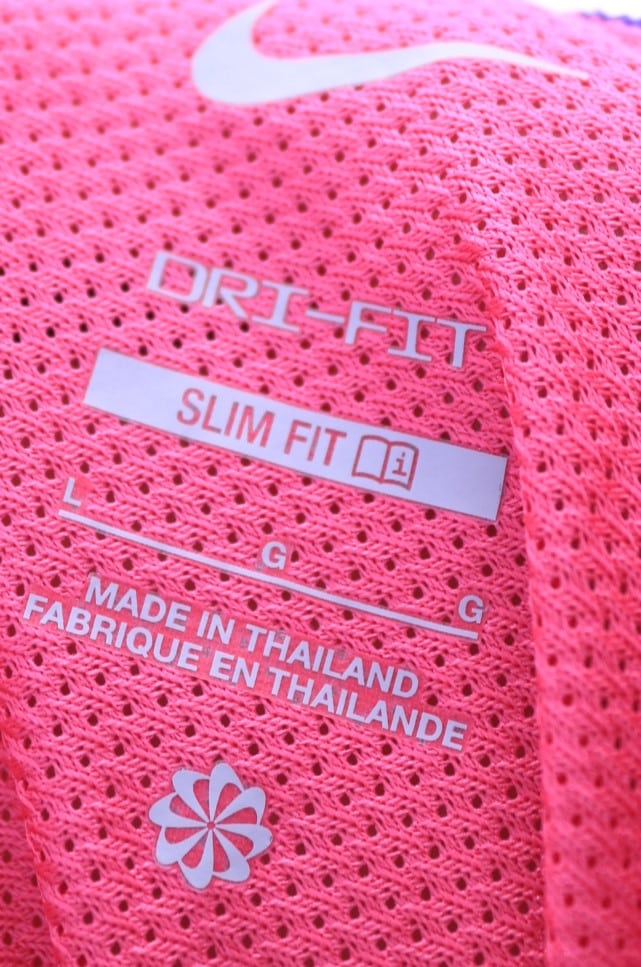 DRI-FIT
SLIM FIT
L G G
MADE IN THAILAND
FABRIQUE EN THAILANDE